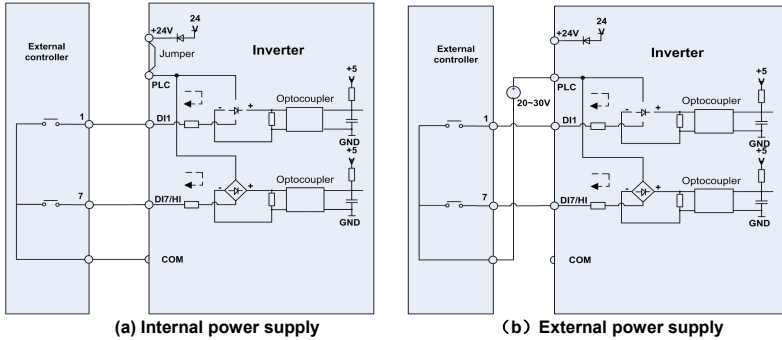 +24V
24
External controller
Jumper
Inverter
PLC
+5
1
DI1
-
+
Optocoupler
GND
+5
7
DI7/HI
-
+
Optocoupler
GND
COM
(a) Internal power supply
+24V
24
External controller
Inverter
PLC
20~30V
+5
1
DI1
-
+
Optocoupler
GND
+5
7
DI7/HI
-
+
Optocoupler
GND
COM
（b）External power supply